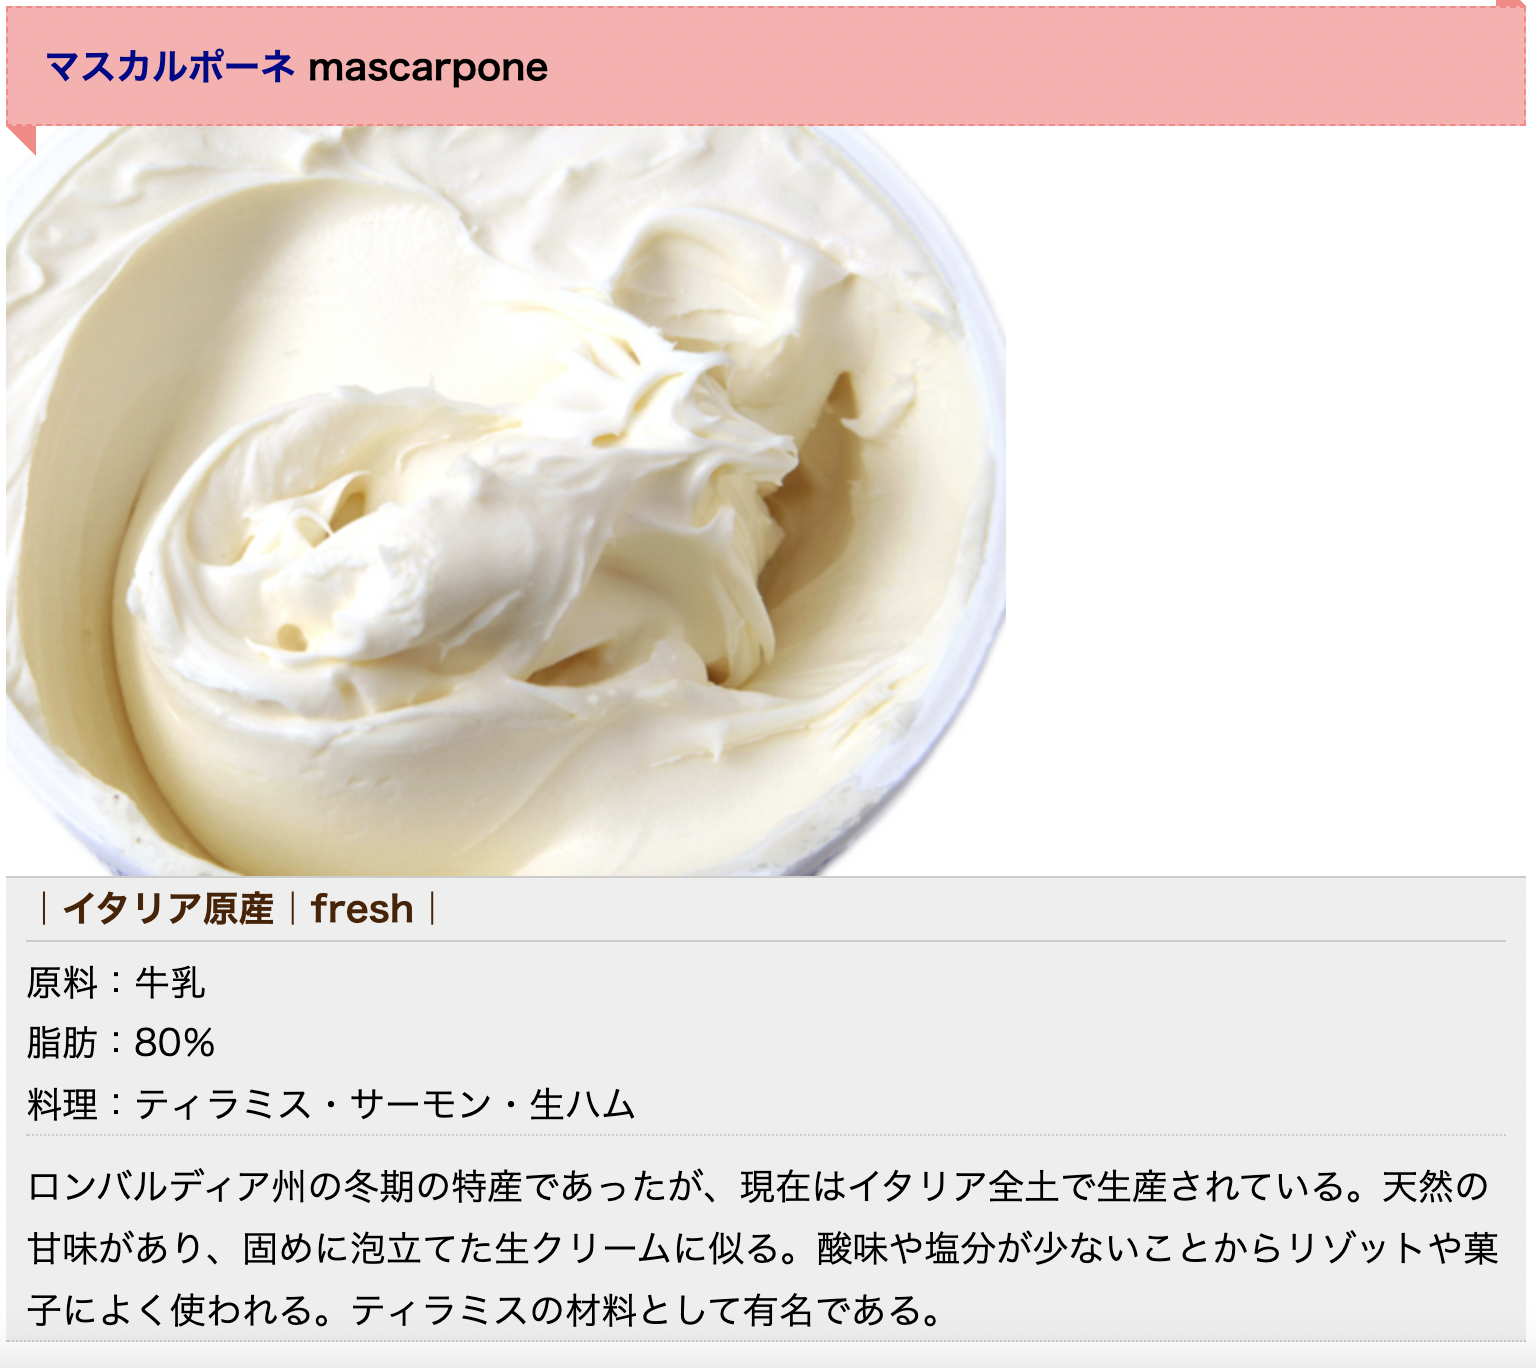 マスカルポーネ mascarpone
｜イタリア原産｜fresh｜
原料：牛乳
脂肪：80%
料理：ティラミス・サーモン・生ハム
ロンバルディア州の冬期の特産であったが、現在はイタリア全土で生産されている。天然の
甘味があり、固めに泡立てた生クリームに似る。酸味や塩分が少ないことからリゾットや菓
子によく使われる。ティラミスの材料として有名である。